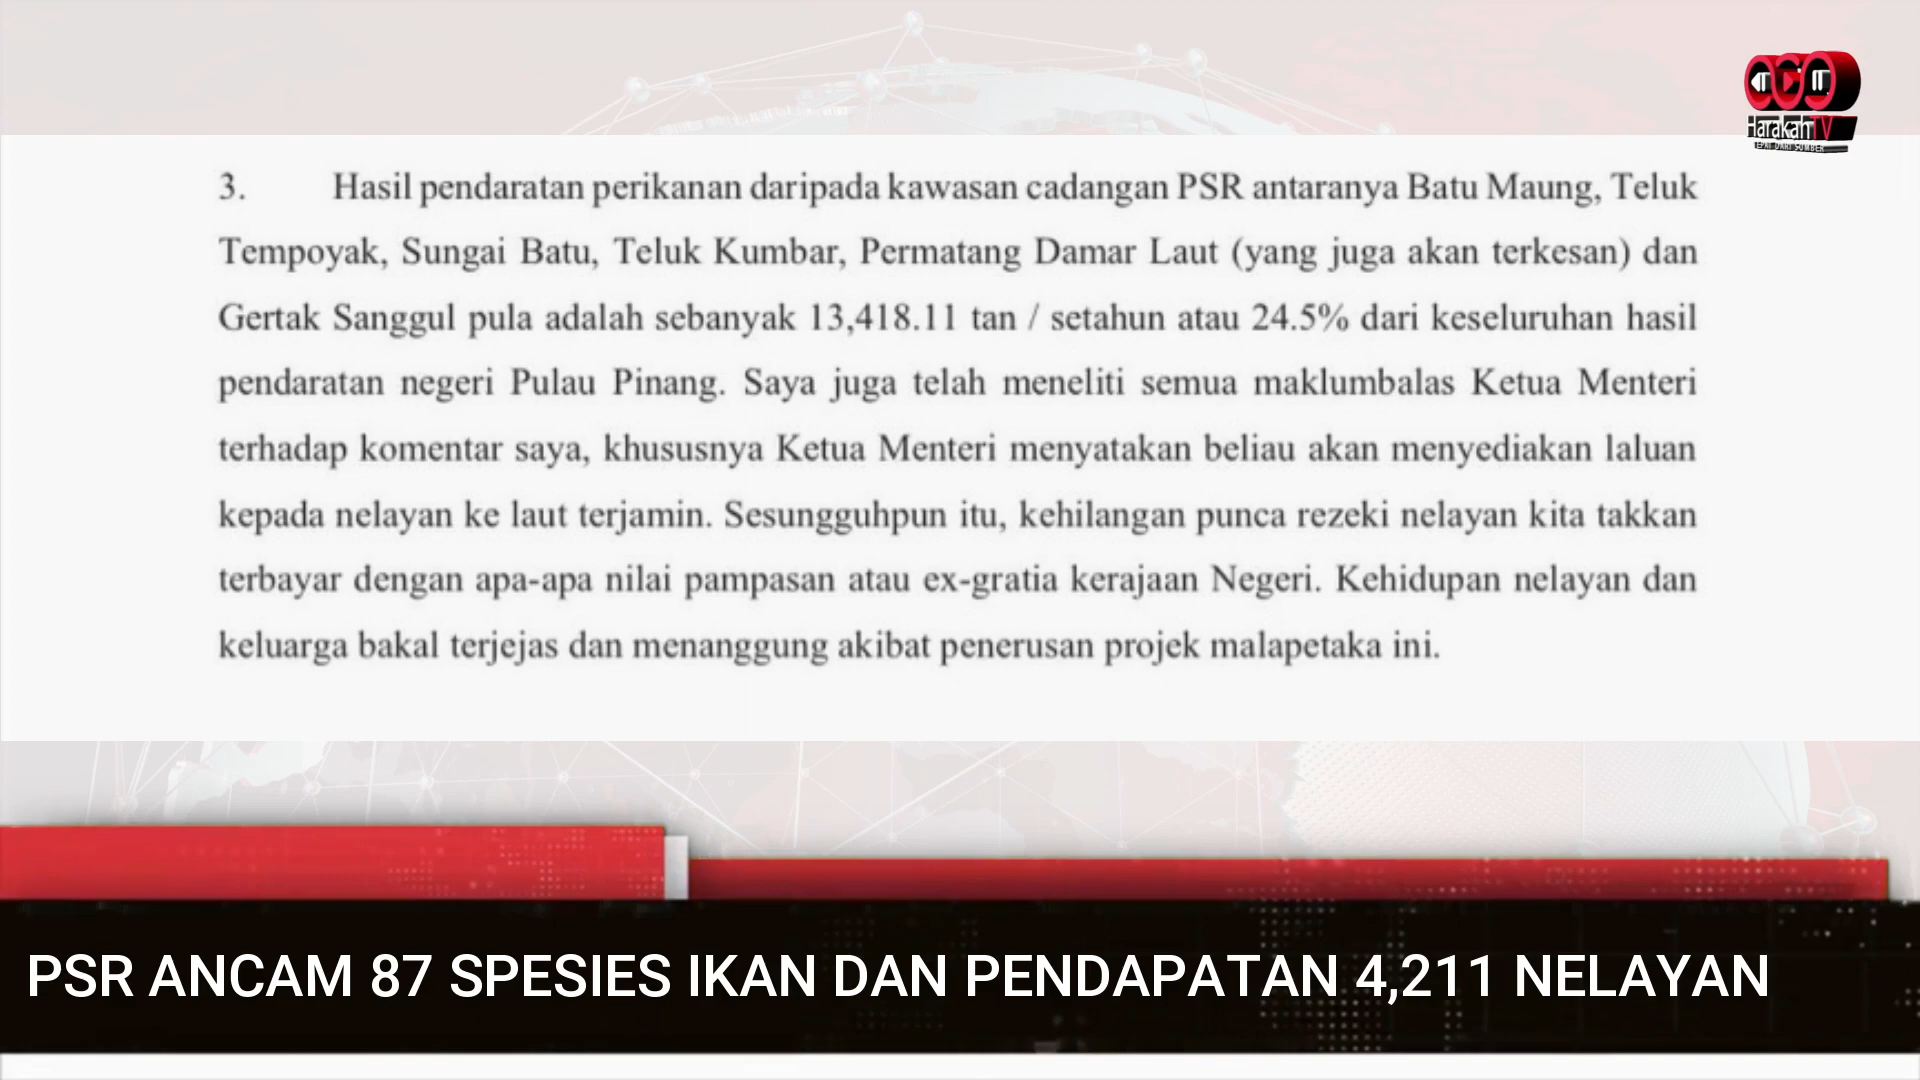 HarakahTV
3. Hasil pendaratan perikanan daripada kawasan cadangan PSR antaranya Batu Maung, Teluk
Tempoyak, Sungai Batu, Teluk Kumbar, Permatang Damar Laut (yang juga akan terkesan) dan
Gertak Sanggul pula adalah sebanyak 13,418.11 tan / setahun atau 24.5% dari keseluruhan hasil
pendaratan negeri Pulau Pinang. Saya juga telah meneliti semua maklumbalas Ketua Menteri
terhadap komentar saya, khususnya Ketua Menteri menyatakan beliau akan menyediakan laluan
kepada nelayan ke laut terjamin. Sesungguhpun itu, kehilangan punca rezeki nelayan kita takkan
terbayar dengan apa-apa nilai pampasan atau ex-gratia kerajaan Negeri. Kehidupan nelayan dan
keluarga bakal terjejas dan menanggung akibat penerusan projek malapetaka ini.
PSR ANCAM 87 SPESIES IKAN DAN PENDAPATAN 4,211 NELAYAN